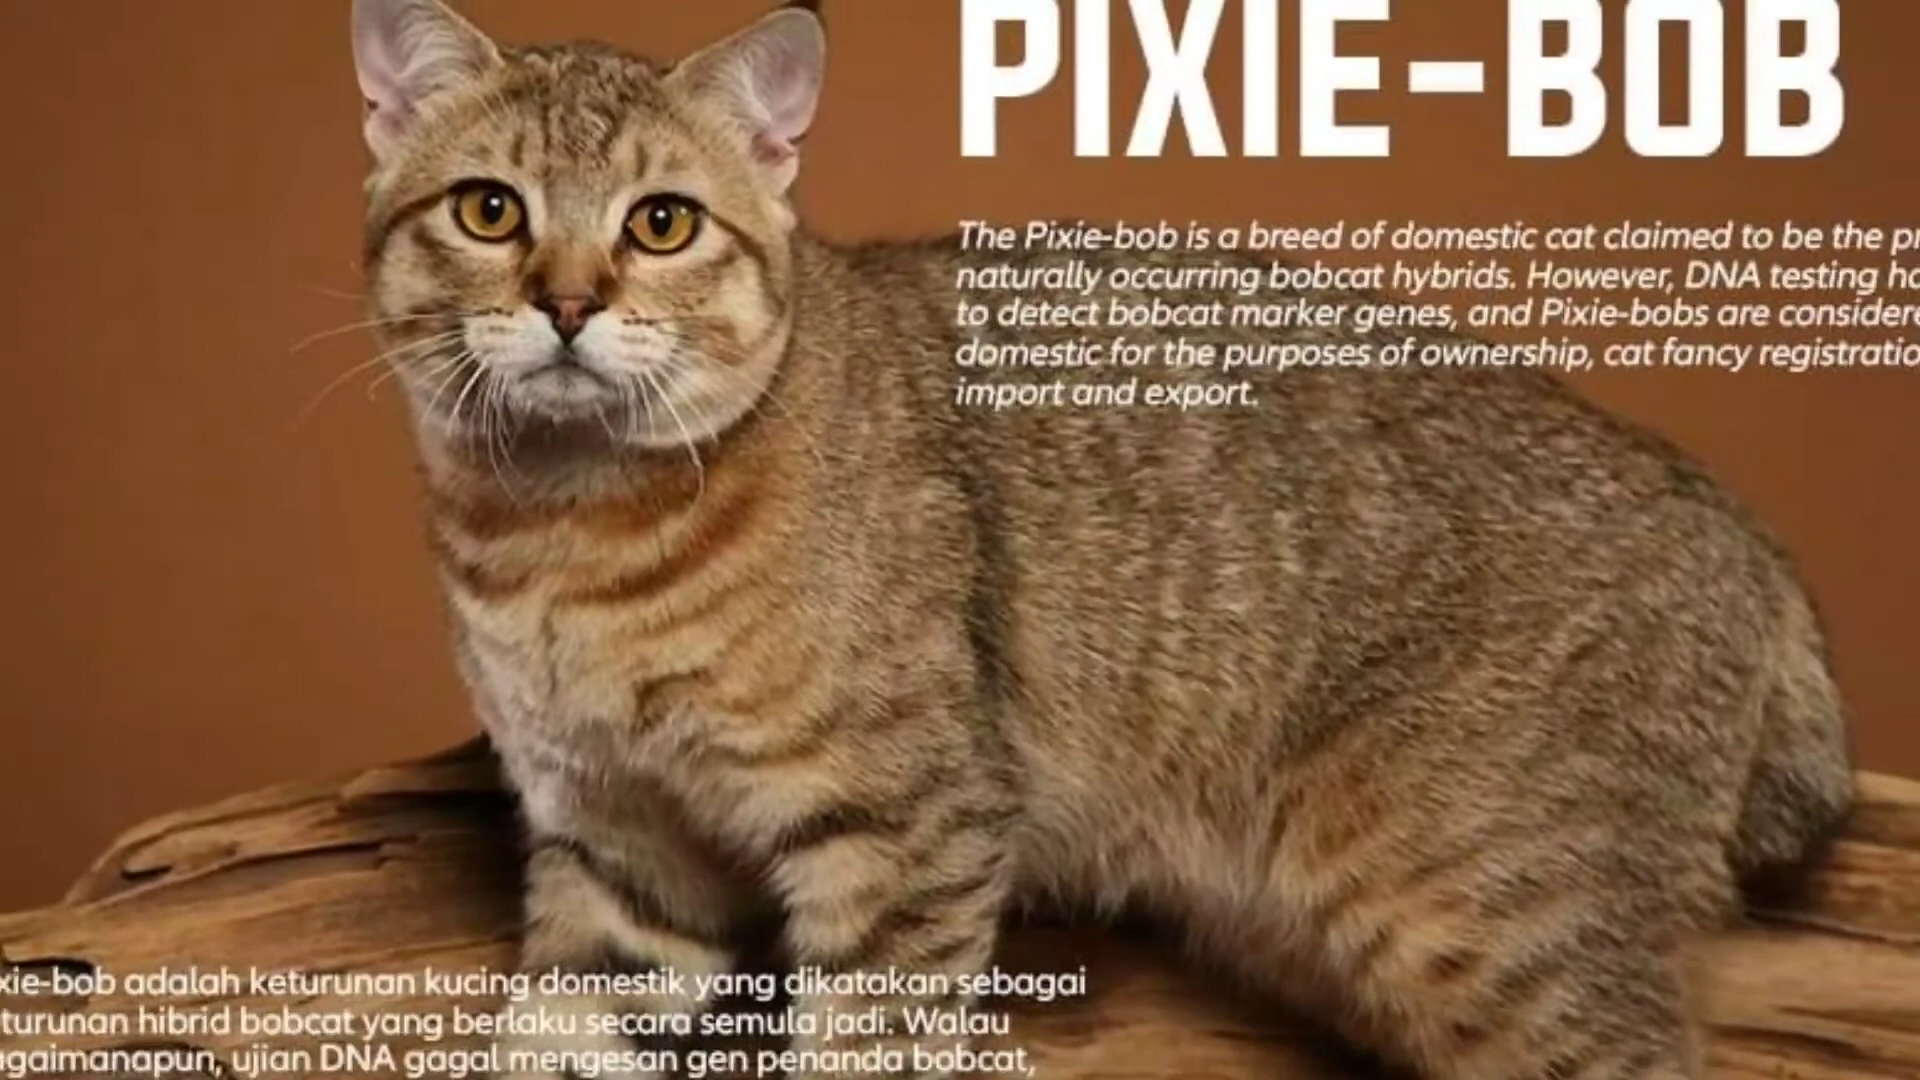 PIXIE-BOB
The Pixie-bob is a breed of domestic cat claimed to be the
naturally occurring bobcat hybrids. However, DNA testing
to detect bobcat marker genes, and Pixie-bobs are
domestic for the purposes of ownership, cat fancy
import and export.
adalah keturunan kucing domestik yang dikatakan sebagai
hibrid bobcat yang berlaku secara semula jadi. Walau
ujian DNA gagal mengesan gen penanda bobcat,